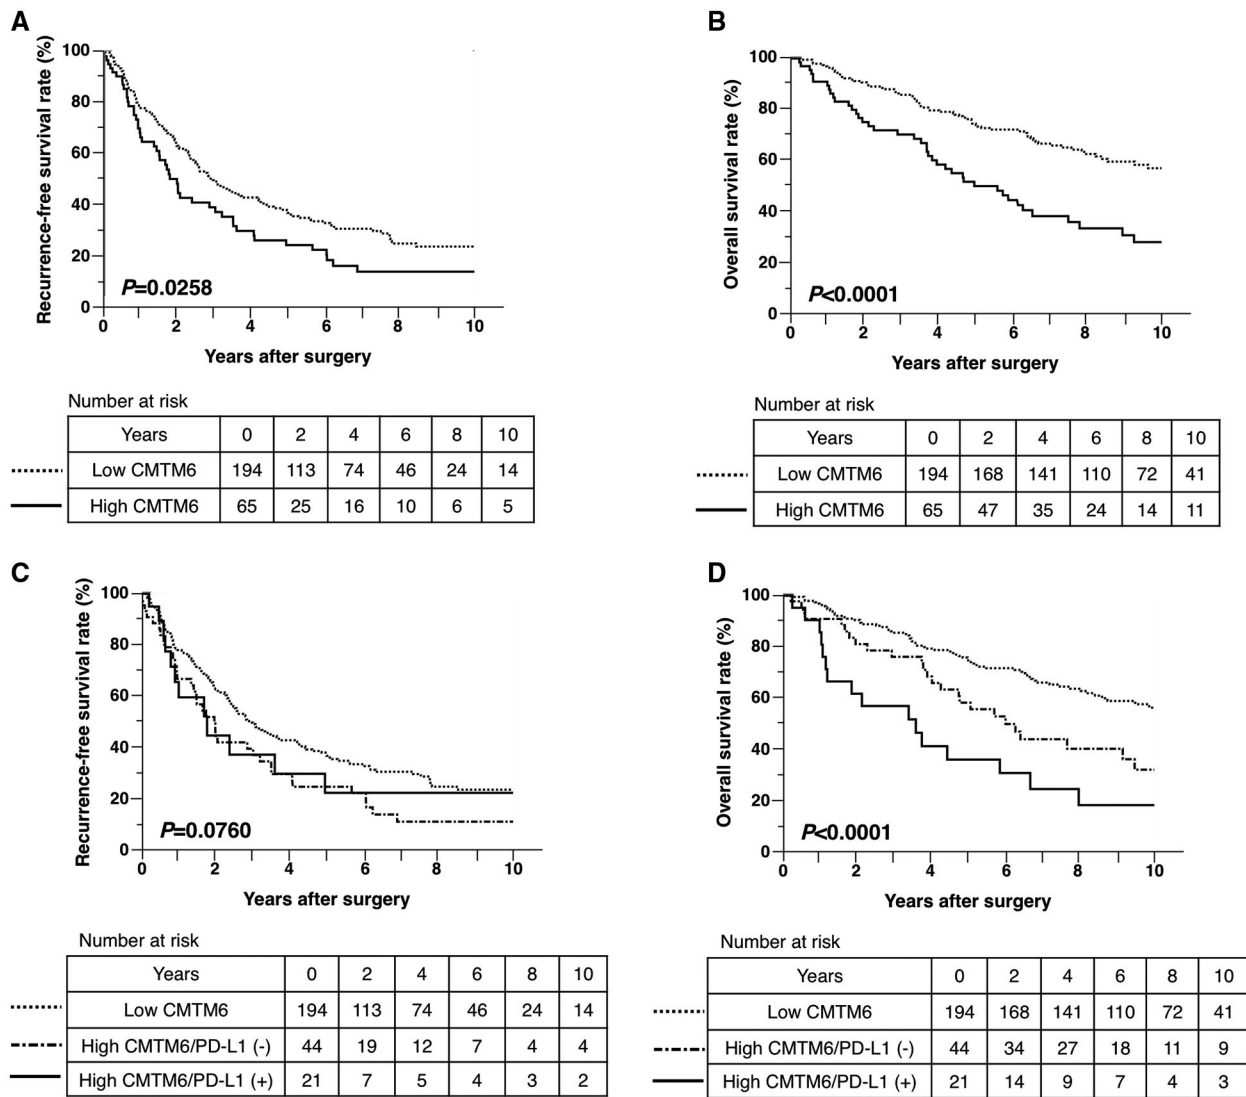 A
Recurrence-free survival rate (%)
100
80
60
40
20
0
P=0.0258
0 2 4 6 8 10
Years after surgery
Number at risk
Years 0 2 4 6 8 10
Low CMTM6 194 113 74 46 24 14
High CMTM6 65 25 16 10 6 5
B
Overall survival rate (%)
100
80
60
40
20
0
P<0.0001
0 2 4 6 8 10
Years after surgery
Number at risk
Years 0 2 4 6 8 10
Low CMTM6 194 168 141 110 72 41
High CMTM6 65 47 35 24 14 11
C
Recurrence-free survival rate (%)
100
80
60
40
20
0
P=0.0760
0 2 4 6 8 10
Years after surgery
Number at risk
Years 0 2 4 6 8 10
Low CMTM6 194 113 74 46 24 14
High CMTM6/PD-L1 (-) 44 19 12 7 4 4
High CMTM6/PD-L1 (+) 21 7 5 4 3 2
D
Overall survival rate (%)
100
80
60
40
20
0
P<0.0001
0 2 4 6 8 10
Years after surgery
Number at risk
Years 0 2 4 6 8 10
Low CMTM6 194 168 141 110 72 41
High CMTM6/PD-L1 (-) 44 34 27 18 11 9
High CMTM6/PD-L1 (+) 21 14 9 7 4 3